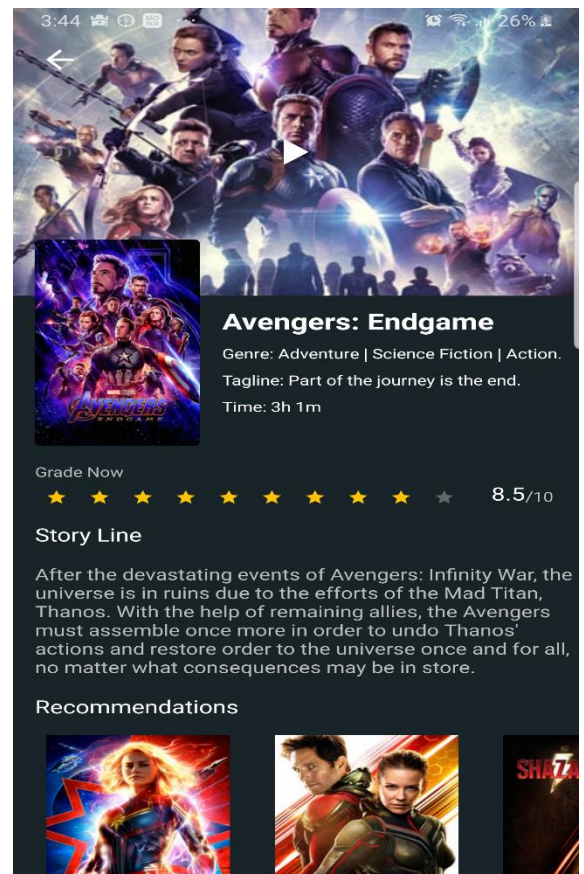 3:44
26%
MARVEL STUDIOS
AVENGERS
ENDGAME
Avengers: Endgame
Genre: Adventure | Science Fiction | Action.
Tagline: Part of the journey is the end.
Time: 3h 1m
Grade Now
8.5/10
Story Line
After the devastating events of Avengers: Infinity War, the
universe is in ruins due to the efforts of the Mad Titan,
Thanos. With the help of remaining allies, the Avengers
must assemble once more in order to undo Thanos'
actions and restore order to the universe once and for all,
no matter what consequences may be in store.
Recommendations
SHAZA